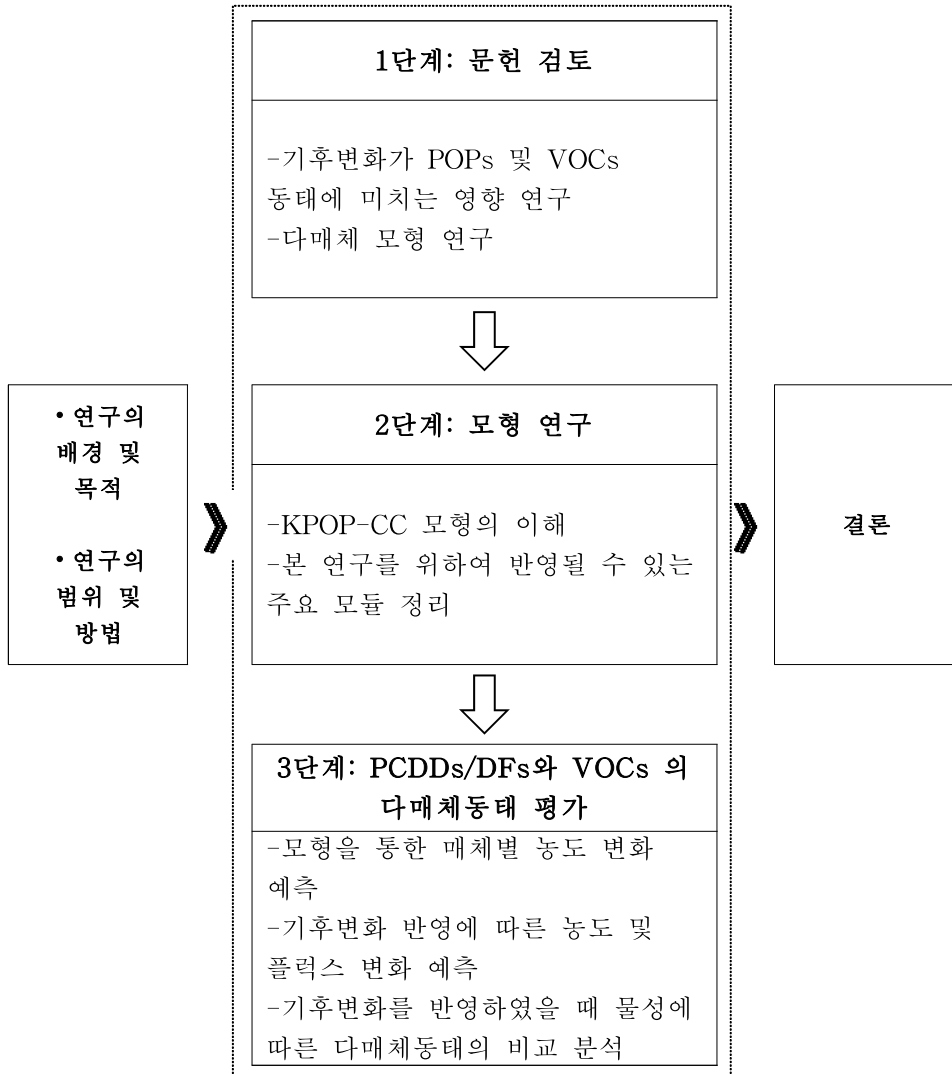 1단계: 문헌 검토
-기후변화가 POPs 및 VOCs
동태에 미치는 영향 연구
-다매체 모형 연구
• 연구의
배경 및
목적
• 연구의
범위 및
방법
2단계: 모형 연구
-KPOP-CC 모형의 이해
-본 연구를 위하여 반영될 수 있는
주요 모듈 정리
3단계: PCDDs/DFs와 VOCs 의
다매체동태 평가
-모형을 통한 매체별 농도 변화
예측
-기후변화 반영에 따른 농도 및
플럭스 변화 예측
-기후변화를 반영하였을 때 물성에
따른 다매체동태의 비교 분석
결론